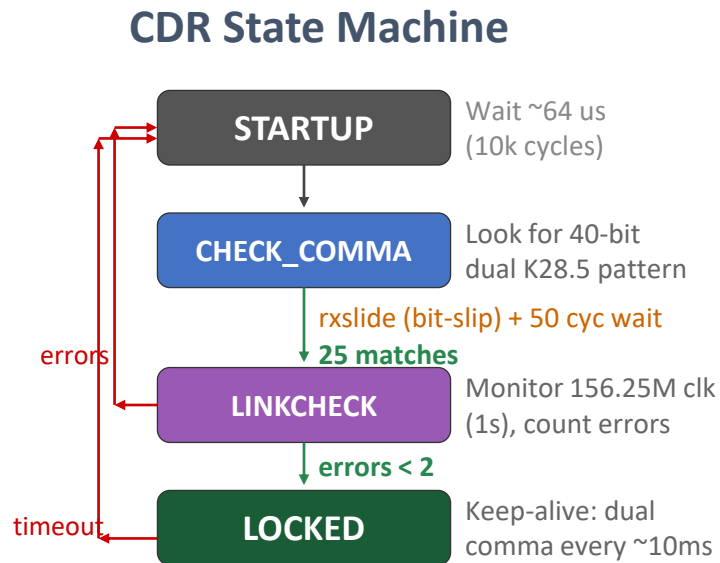 CDR State Machine
STARTUP
Wait ~64 us
(10k cycles)
CHECK_COMMA
Look for 40-bit
dual K28.5 pattern
rxslide (bit-slip) + 50 cyc wait
25 matches
errors
LINKCHECK
Monitor 156.25M clk
(1s), count errors
errors < 2
timeout
LOCKED
Keep-alive: dual
comma every ~10ms